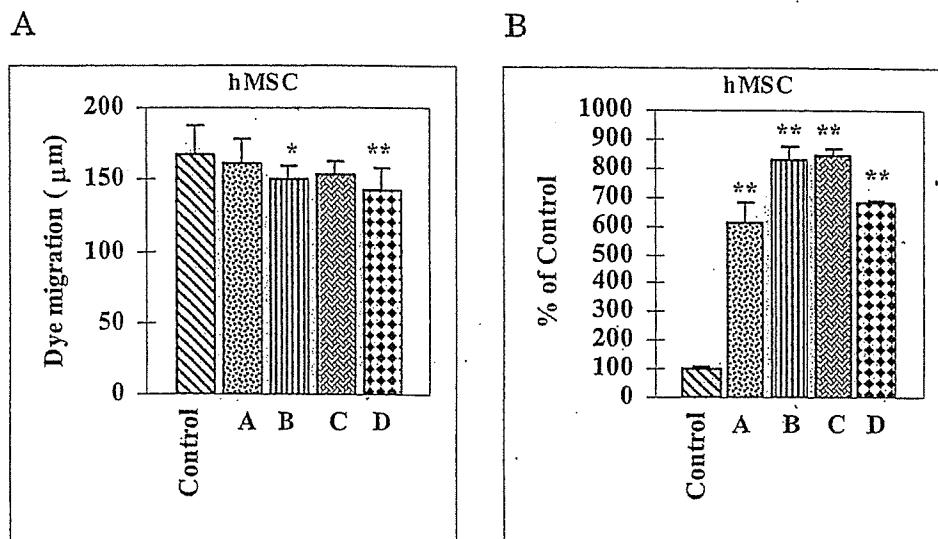 A
hMSC
Dye migration ( μm)
200
150
100
50
0
*
**
Control
A
B
C
D
B
hMSC
% of Control
1000
900
800
700
600
500
400
300
200
100
0
**
**
**
**
Control
A
B
C
D